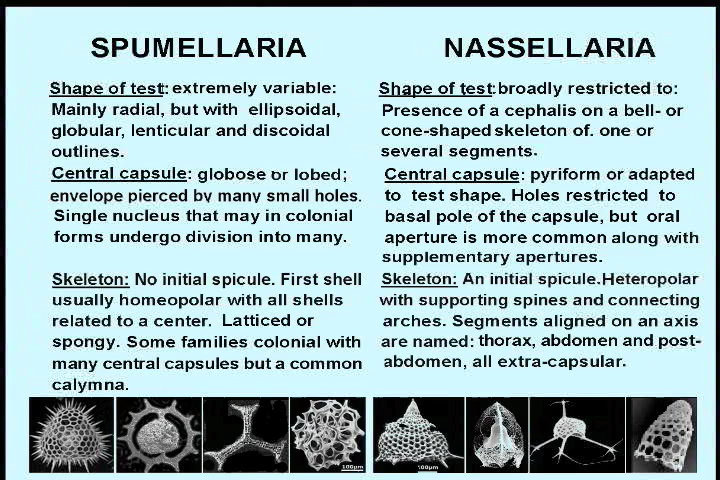 SPUMELLARIA
Shape of test: extremely variable:
Mainly radial, but with ellipsoidal,
globular, lenticular and discoidal
outlines.
Central capsule: globose or lobed;
envelope pierced by many small holes.
Single nucleus that may in colonial
forms undergo division into many.
Skeleton: No initial spicule. First shell
usually homeopolar with all shells
related to a center. Latticed or
spongy. Some families colonial with
many central capsules but a common
calymna.
100µm
NASSELLARIA
Shape of test:broadly restricted to:
Presence of a cephalis on a bell- or
cone-shaped skeleton of. one or
several segments.
Central capsule: pyriform or adapted
to test shape. Holes restricted to
basal pole of the capsule, but oral
aperture is more common along with
supplementary apertures.
Skeleton: An initial spicule.Heteropolar
with supporting spines and connecting
arches. Segments aligned on an axis
are named: thorax, abdomen and post-
abdomen, all extra-capsular.
100µm